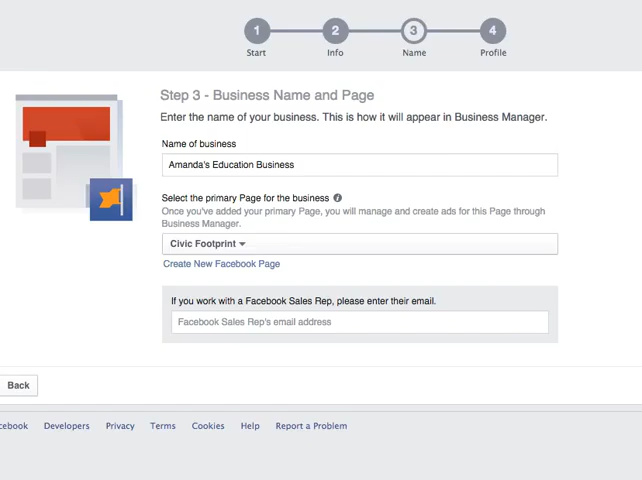 1 2 3 4
Start Info Name Profile
Step 3 - Business Name and Page
Enter the name of your business. This is how it will appear in Business Manager.
Name of business
Amanda's Education Business
Select the primary Page for the business i
Once you've added your primary Page, you will manage and create ads for this Page through
Business Manager.
Civic Footprint
Create New Facebook Page
If you work with a Facebook Sales Rep, please enter their email.
Facebook Sales Rep's email address
Back
cebook Developers Privacy Terms Cookies Help Report a Problem